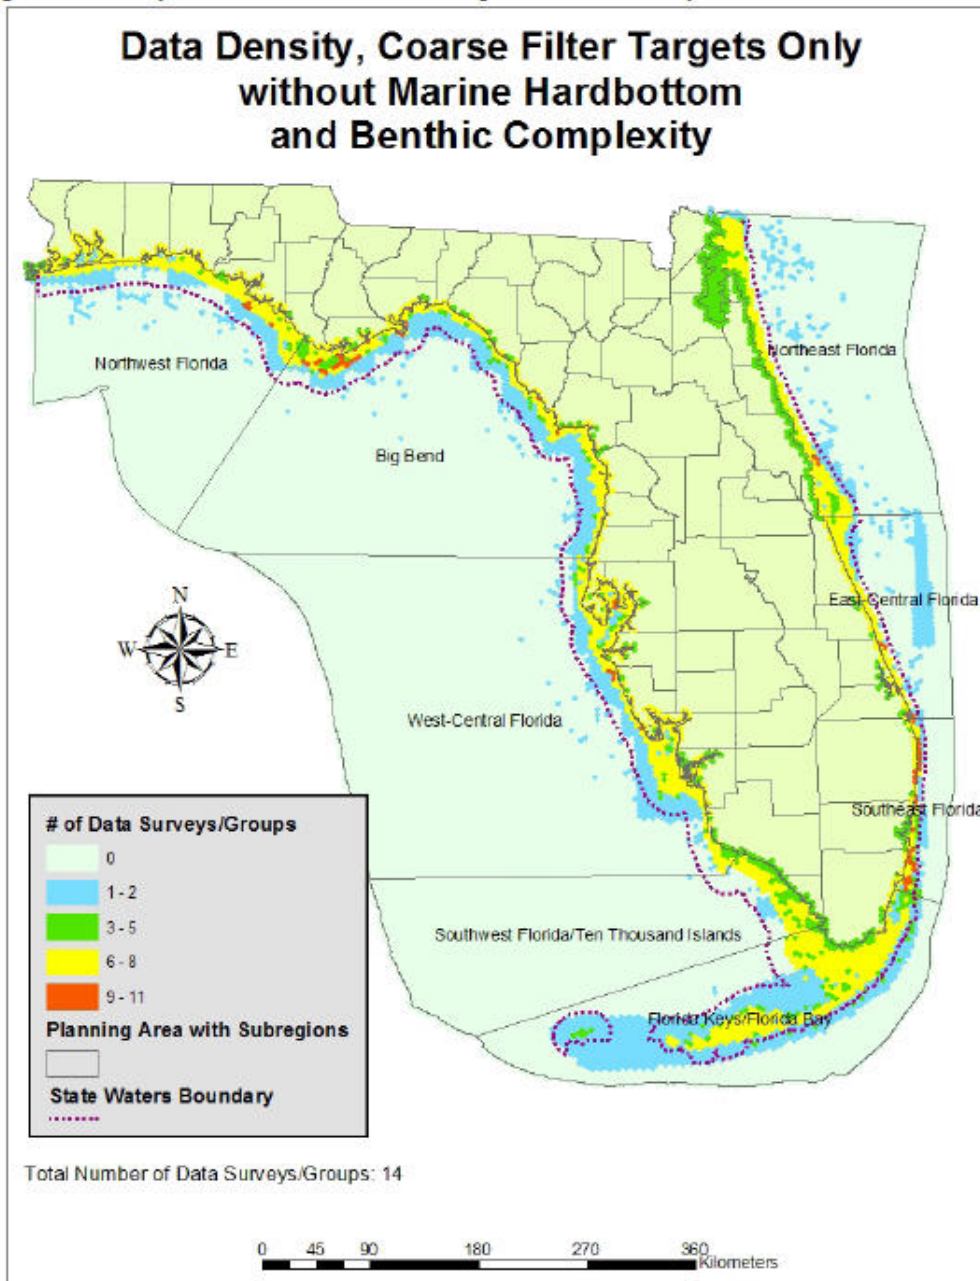 Data Density, Coarse Filter Targets Only
without Marine Hardbottom
and Benthic Complexity
Northwest Florida
Northeast Florida
Big Bend
N
W
E
S
East-Central Florida
West-Central Florida
Southeast Florida
Southwest Florida/Ten Thousand Islands
Florida Keys/Florida Bay
# of Data Surveys/Groups
0
1 - 2
3 - 5
6 - 8
9 - 11
Planning Area with Subregions
State Waters Boundary
Total Number of Data Surveys/Groups: 14
0 45 90 180 270 360
Kilometers